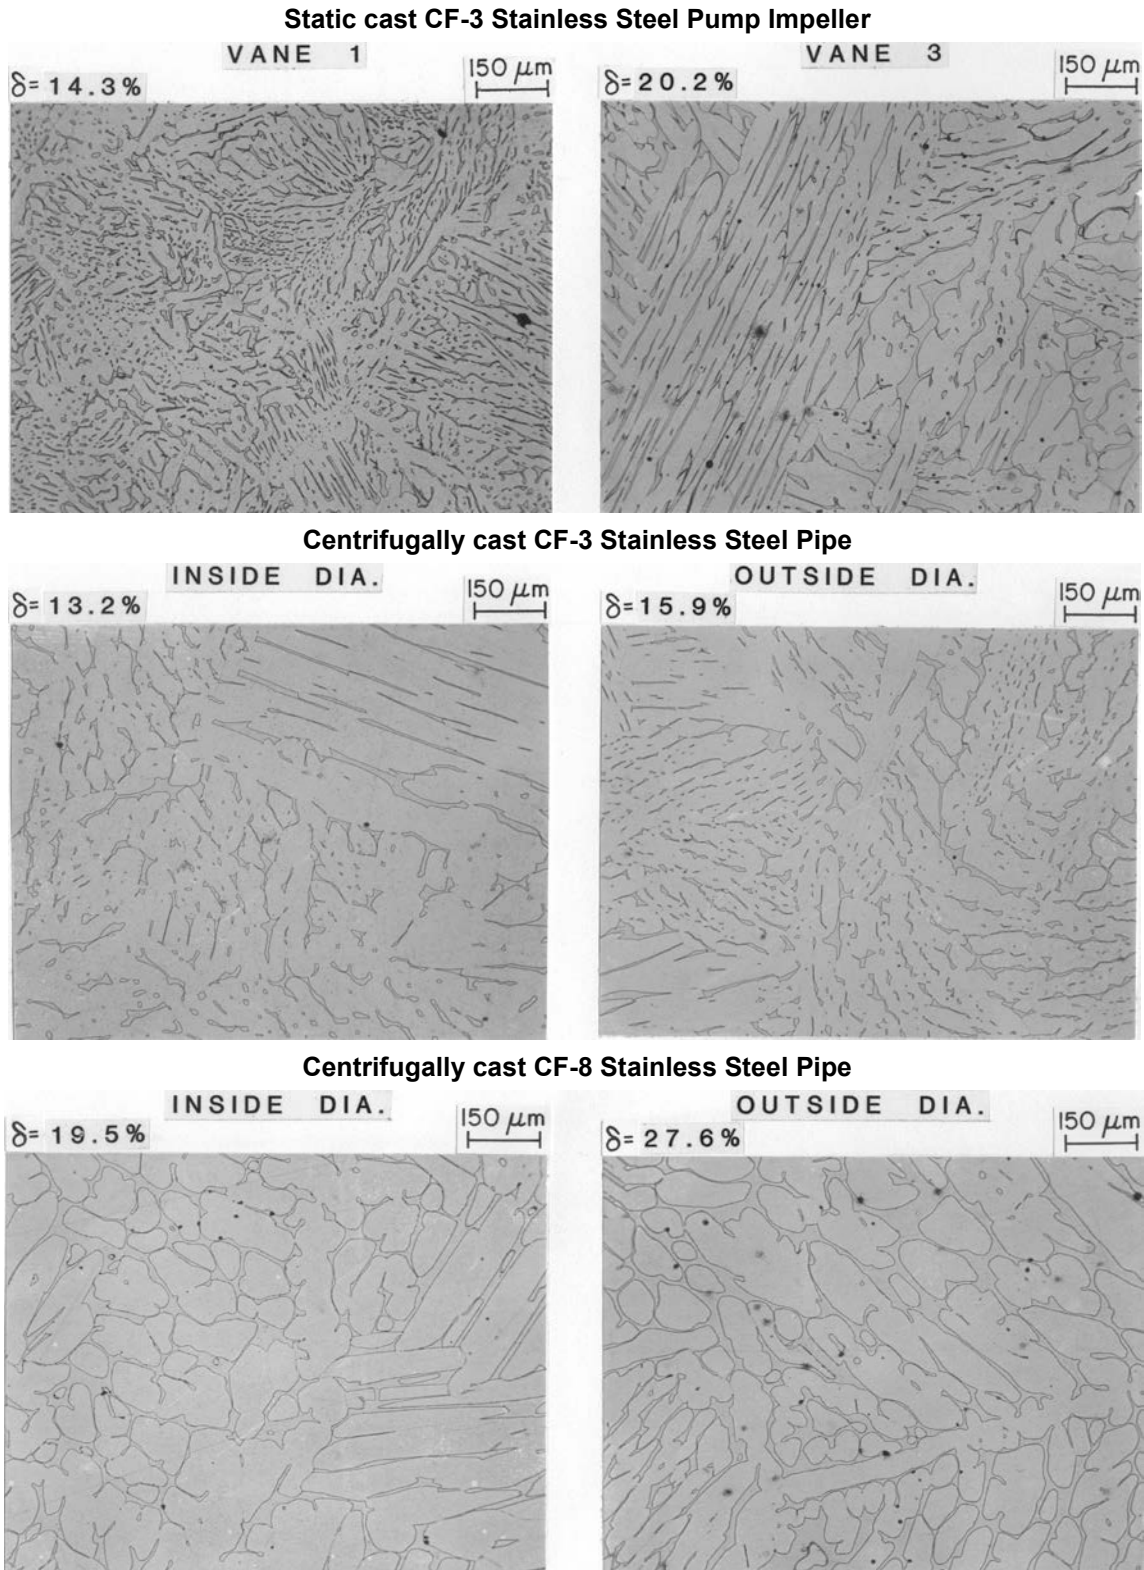 Static cast CF-3 Stainless Steel Pump Impeller
VANE 1
150 μm
δ= 14.3%
VANE 3
150 μm
δ= 20.2%
Centrifugally cast CF-3 Stainless Steel Pipe
INSIDE DIA.
150 μm
δ= 13.2%
OUTSIDE DIA.
150 μm
δ= 15.9%
Centrifugally cast CF-8 Stainless Steel Pipe
INSIDE DIA.
150 μm
δ= 19.5%
OUTSIDE DIA.
150 μm
δ= 27.6%